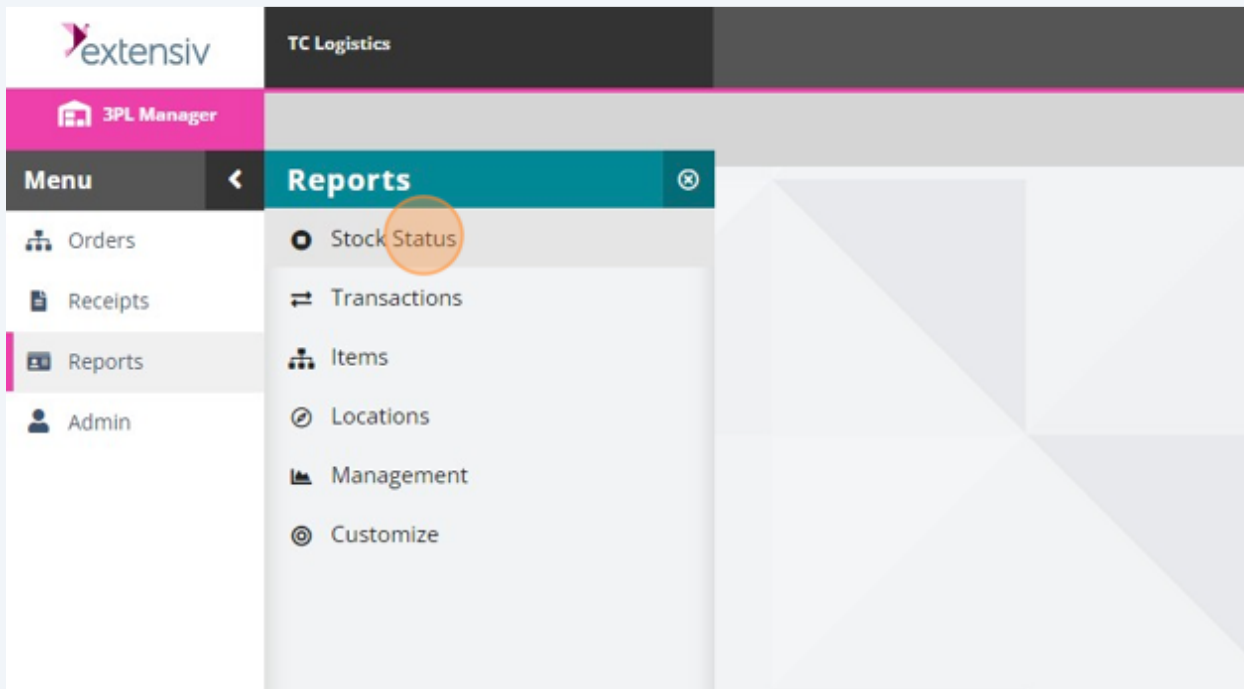 extensiv
TC Logistics
3PL Manager
Menu
Reports
Orders
Stock Status
Receipts
Transactions
Reports
Items
Admin
Locations
Management
Customize